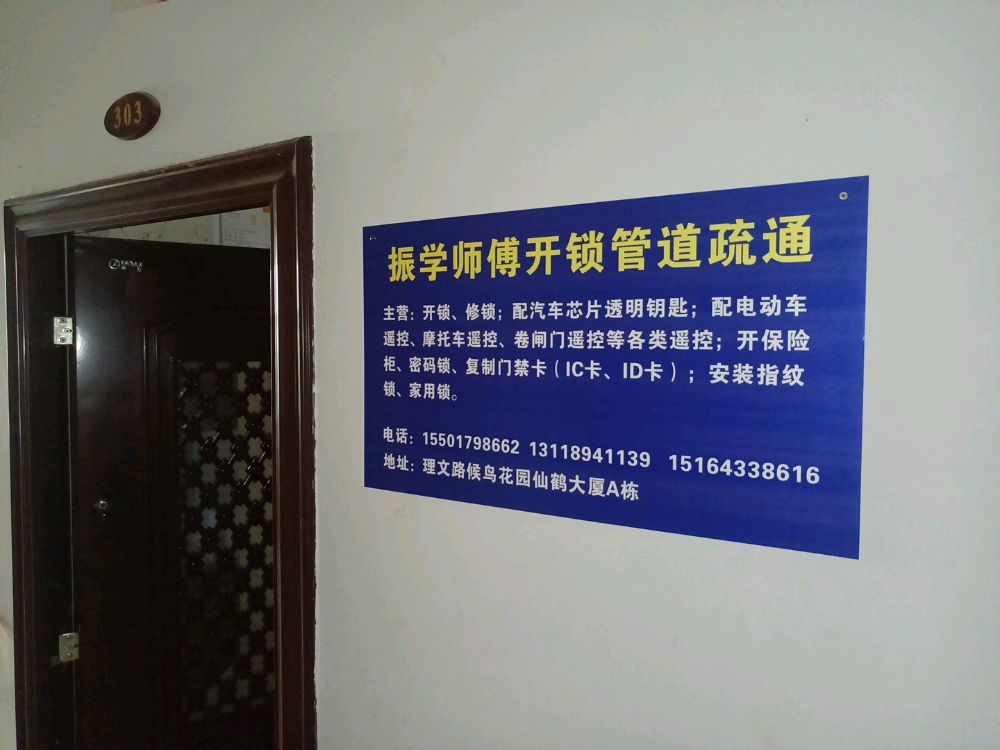 303
振学师傅开锁管道疏通
主营：开锁、修锁；配汽车芯片透明钥匙；配电动车
遥控、摩托车遥控、卷闸门遥控等各类遥控；开保险
柜、密码锁、复制门禁卡（IC卡、ID卡）；安装指纹
锁、家用锁。
电话：15501798662 13118941139 15164338616
地址：理文路候鸟花园仙鹤大厦A栋